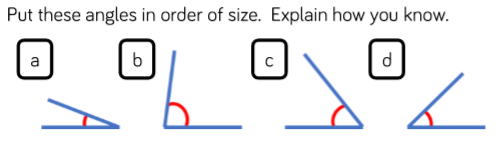 Put these angles in order of size. Explain how you know.
a b c d